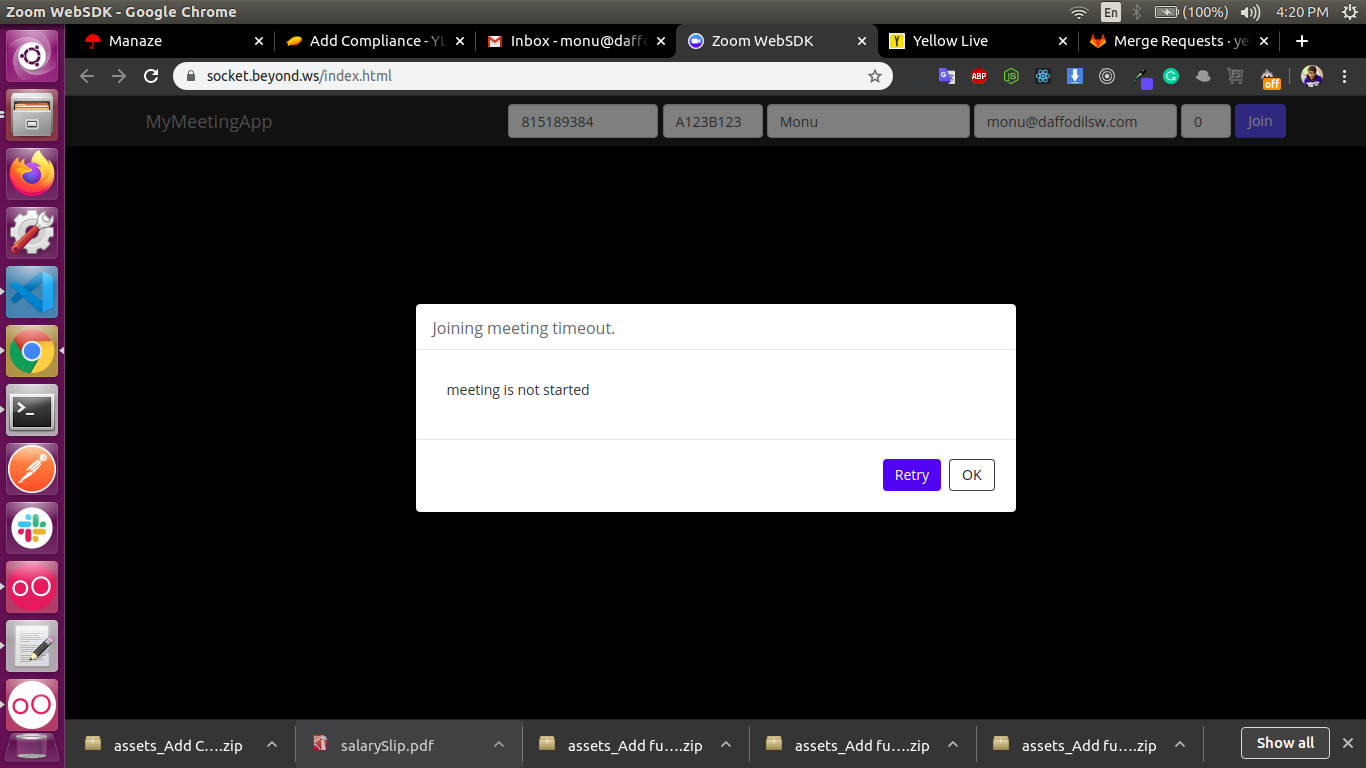 Zoom WebSDK - Google Chrome
En
(100%)
4:20 PM
Manaze
Add Compliance - YL
Inbox - monu@daffo
Zoom WebSDK
Yellow Live
Merge Requests · ye
socket.beyond.ws/index.html
ABP
off
MyMeetingApp
815189384
A123B123
Monu
monu@daffodilsw.com
0
Join
Joining meeting timeout.
meeting is not started
Retry
OK
assets_Add C....zip
salarySlip.pdf
assets_Add fu....zip
assets_Add fu....zip
assets_Add fu....zip
Show all